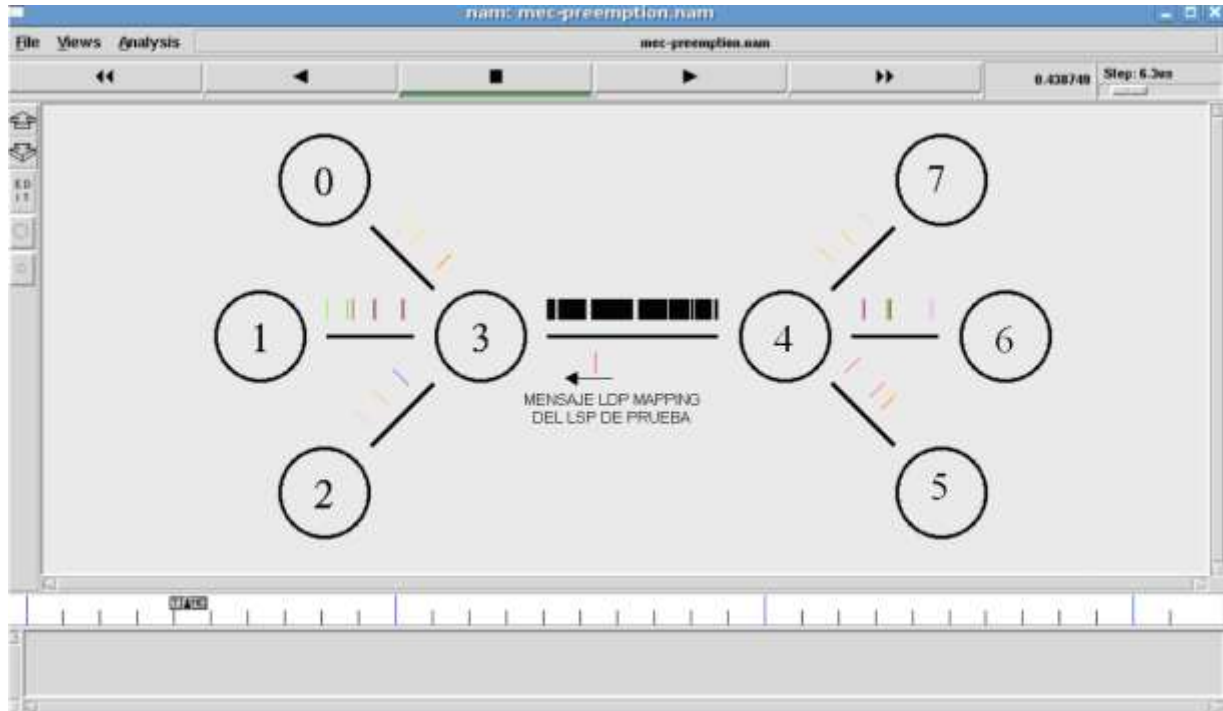 nam: mec-preemption.nam
File Views Analysis mec-preemption.nam
0.438749 Step: 6.3ms
0 7
1 3 4 6
MENSAJE LDP MAPPING
DEL LSP DE PRUEBA
2 5
TIME